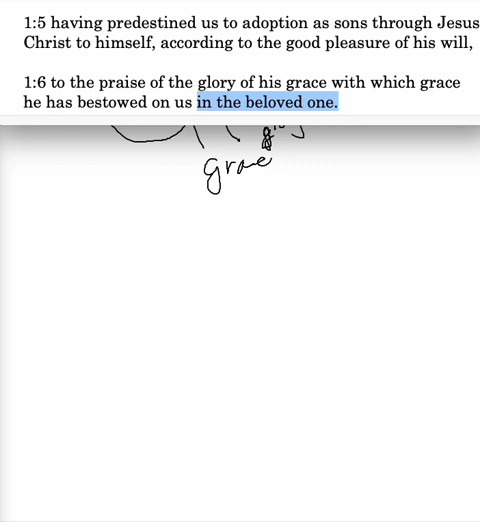 1:5 having predestined us to adoption as sons through Jesus
Christ to himself, according to the good pleasure of his will,
1:6 to the praise of the glory of his grace with which grace
he has bestowed on us in the beloved one.
grace